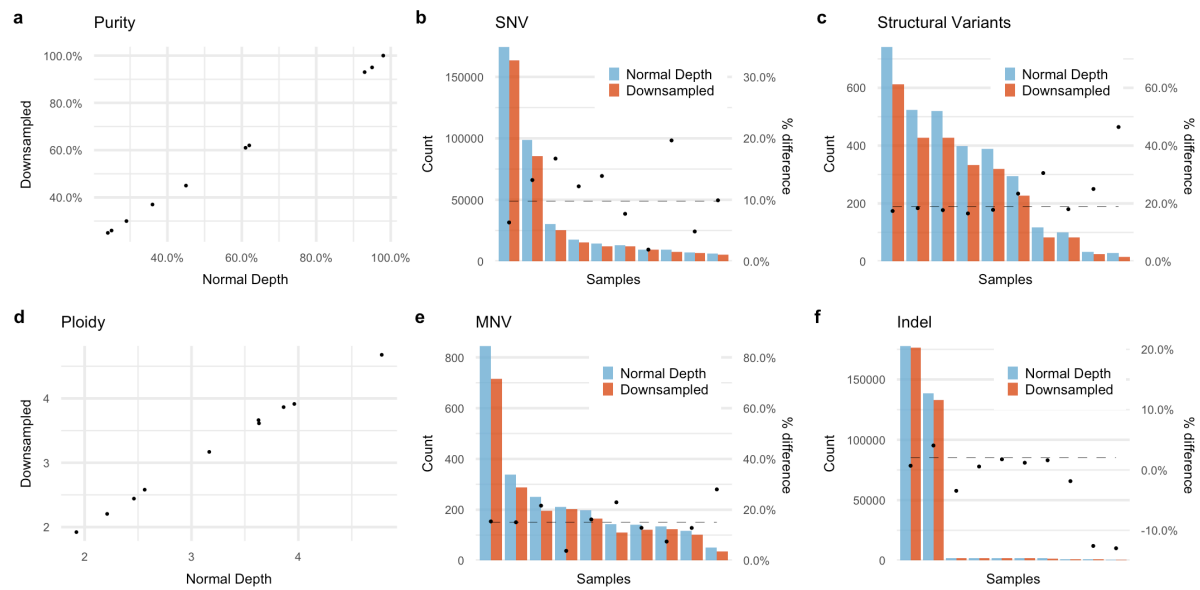 a
Purity
Downsampled
100.0%
80.0%
60.0%
40.0%
40.0%
60.0%
80.0%
100.0%
Normal Depth
b
SNV
Count
150000
100000
50000
0
Normal Depth
Downsampled
30.0%
20.0%
10.0%
0.0%
% difference
Samples
c
Structural Variants
Count
600
400
200
0
Normal Depth
Downsampled
60.0%
40.0%
20.0%
0.0%
% difference
Samples
d
Ploidy
Downsampled
4
3
2
2
3
4
Normal Depth
e
MNV
Count
800
600
400
200
0
Normal Depth
Downsampled
80.0%
60.0%
40.0%
20.0%
0.0%
% difference
Samples
f
Indel
Count
150000
100000
50000
0
Normal Depth
Downsampled
20.0%
10.0%
0.0%
-10.0%
% difference
Samples